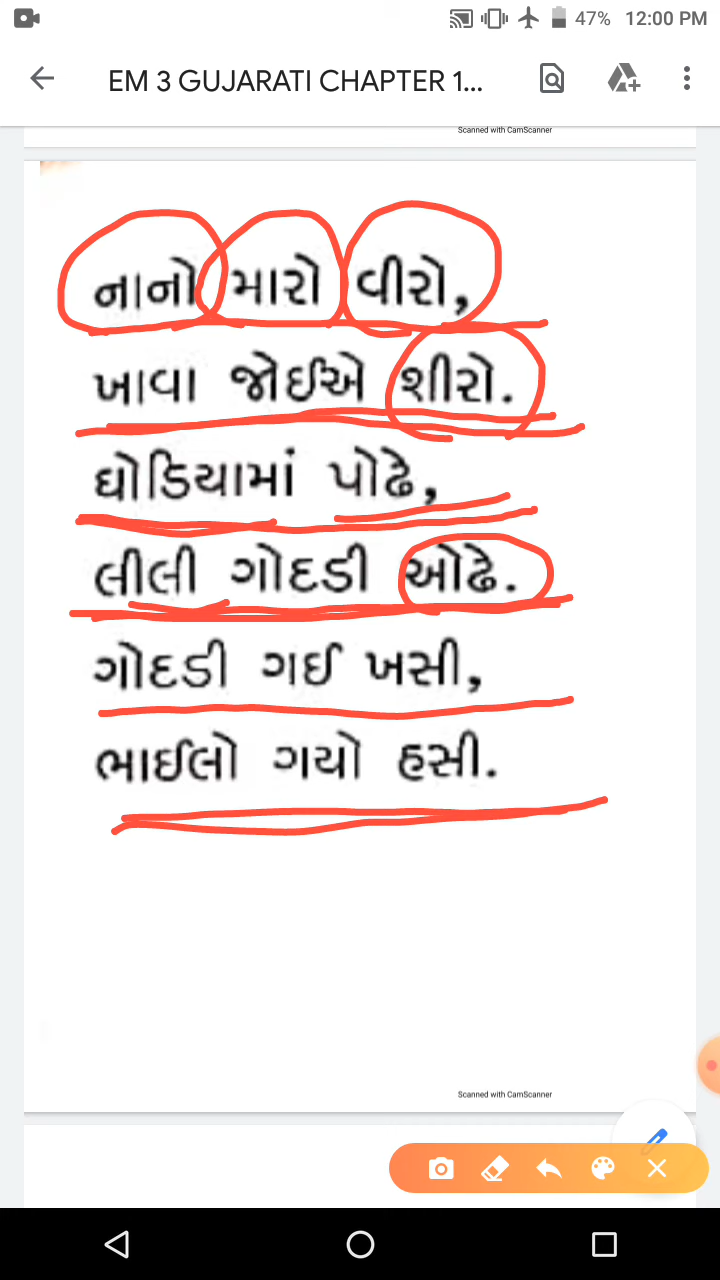 47% 12:00 PM
EM 3 GUJARATI CHAPTER 1...
Scanned with CamScanner
નાનો મારો વીરો,
ખાવા જોઈએ શીરો.
ઘોડિયામાં પોઢે,
લીલી ગોદડી ઓઢે.
ગોદડી ગઈ ખસી,
ભાઈલો ગયો હસી.
Scanned with CamScanner